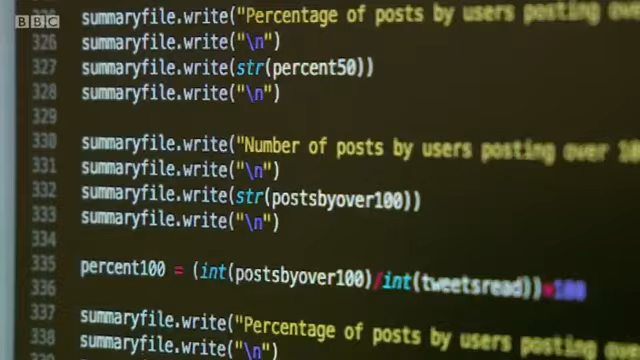 BBC
summaryfile.write("Percentage of posts by users posting over
326 summaryfile.write("\n")
327 summaryfile.write(str(percent50))
328 summaryfile.write("\n")
329
330 summaryfile.write("Number of posts by users posting over
331 summaryfile.write("\n")
332 summaryfile.write(str(postsbyover100))
333 summaryfile.write("\n")
334
335 percent100 = (int(postsbyover100)/int(tweetsread))*100
336
337 summaryfile.write("Percentage of posts by users posting over
338 summaryfile.write("\n")